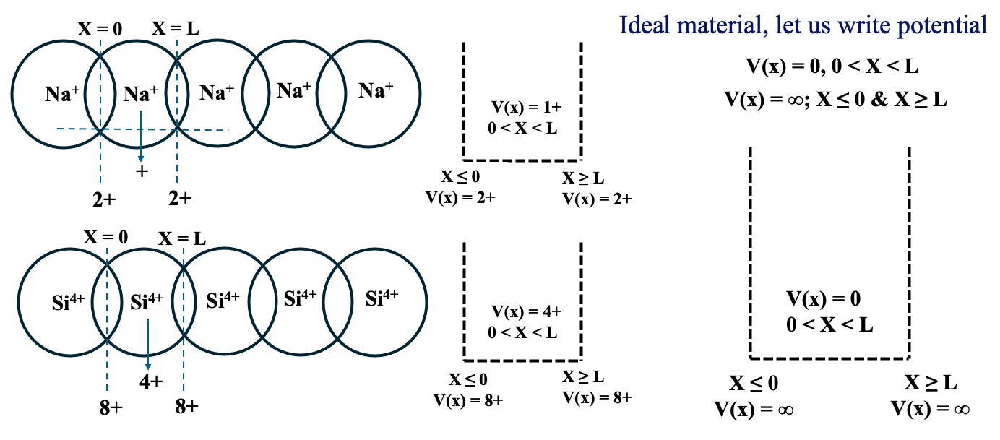 Ideal material, let us write potential
V(x) = 0, 0 < X < L
V(x) = ∞; X ≤ 0 & X ≥ L
X = 0 X = L
Na⁺ Na⁺ Na⁺ Na⁺ Na⁺
+
2+ 2+
V(x) = 1+
0 < X < L
X ≤ 0
V(x) = 2+
X ≥ L
V(x) = 2+
X = 0 X = L
Si⁴⁺ Si⁴⁺ Si⁴⁺ Si⁴⁺ Si⁴⁺
4+
8+ 8+
V(x) = 4+
0 < X < L
X ≤ 0
V(x) = 8+
X ≥ L
V(x) = 8+
V(x) = 0
0 < X < L
X ≤ 0
V(x) = ∞
X ≥ L
V(x) = ∞